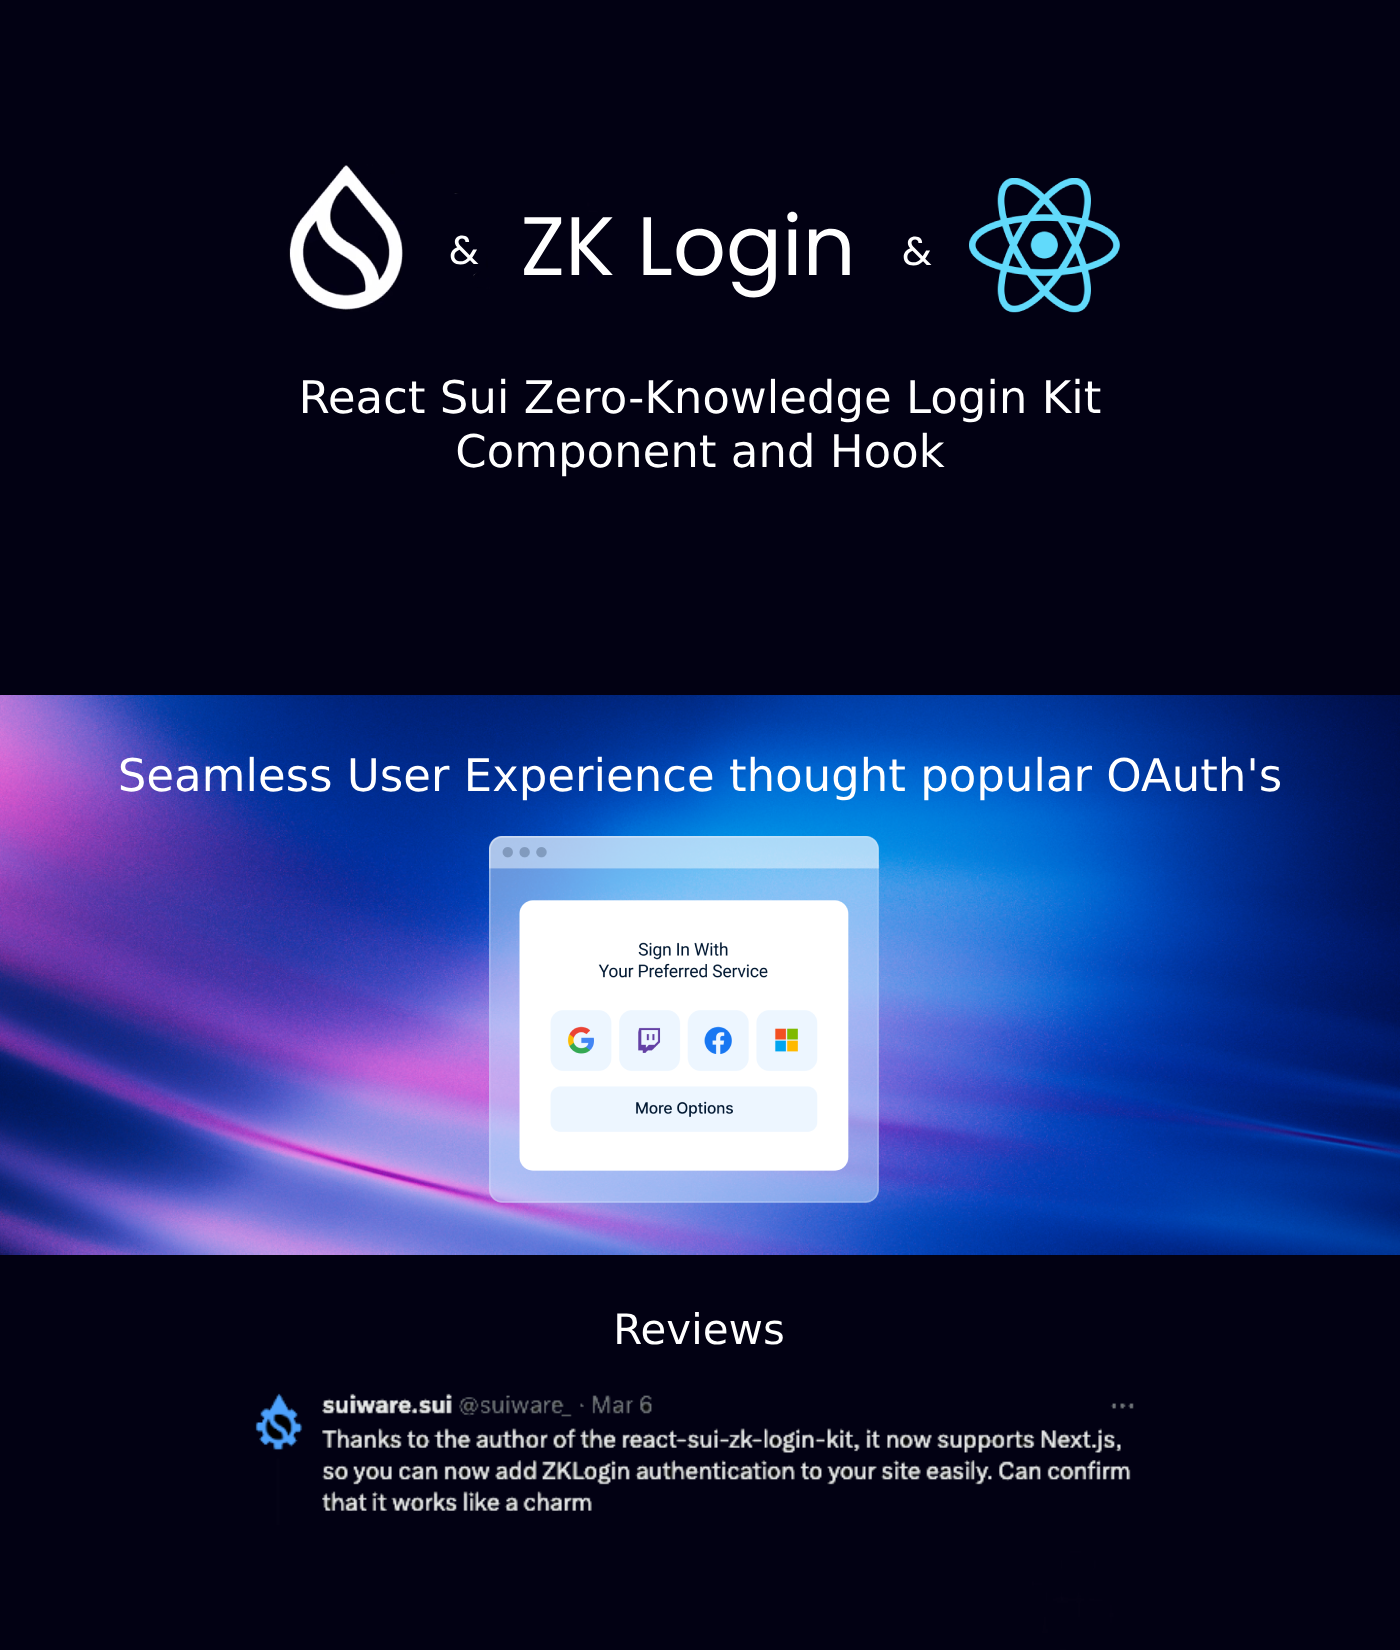 & ZK Login &
React Sui Zero-Knowledge Login Kit
Component and Hook
Seamless User Experience thought popular OAuth's
Sign In With
Your Preferred Service
More Options
Reviews
suiware.sui @suiware_ · Mar 6 ...
Thanks to the author of the react-sui-zk-login-kit, it now supports Next.js,
so you can now add ZKLogin authentication to your site easily. Can confirm
that it works like a charm